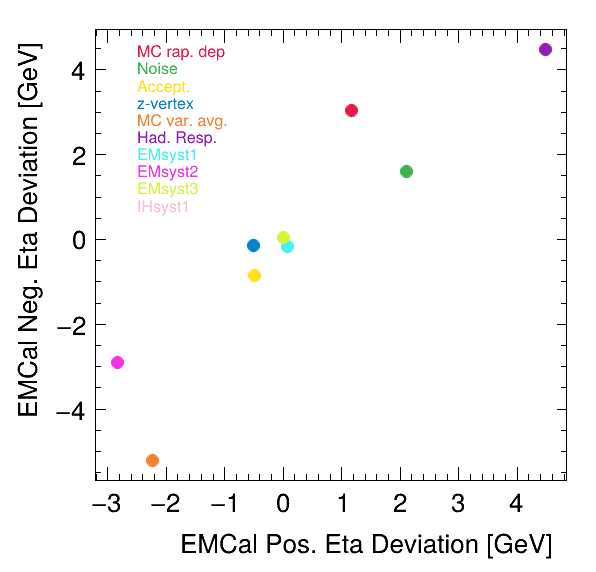 MC rap. dep
Noise
Accept.
z-vertex
MC var. avg.
Had. Resp.
EMsyst1
EMsyst2
EMsyst3
IHsyst1
4
2
0
−2
−4
EMCal Neg. Eta Deviation [GeV]
−3 −2 −1 0 1 2 3 4
EMCal Pos. Eta Deviation [GeV]